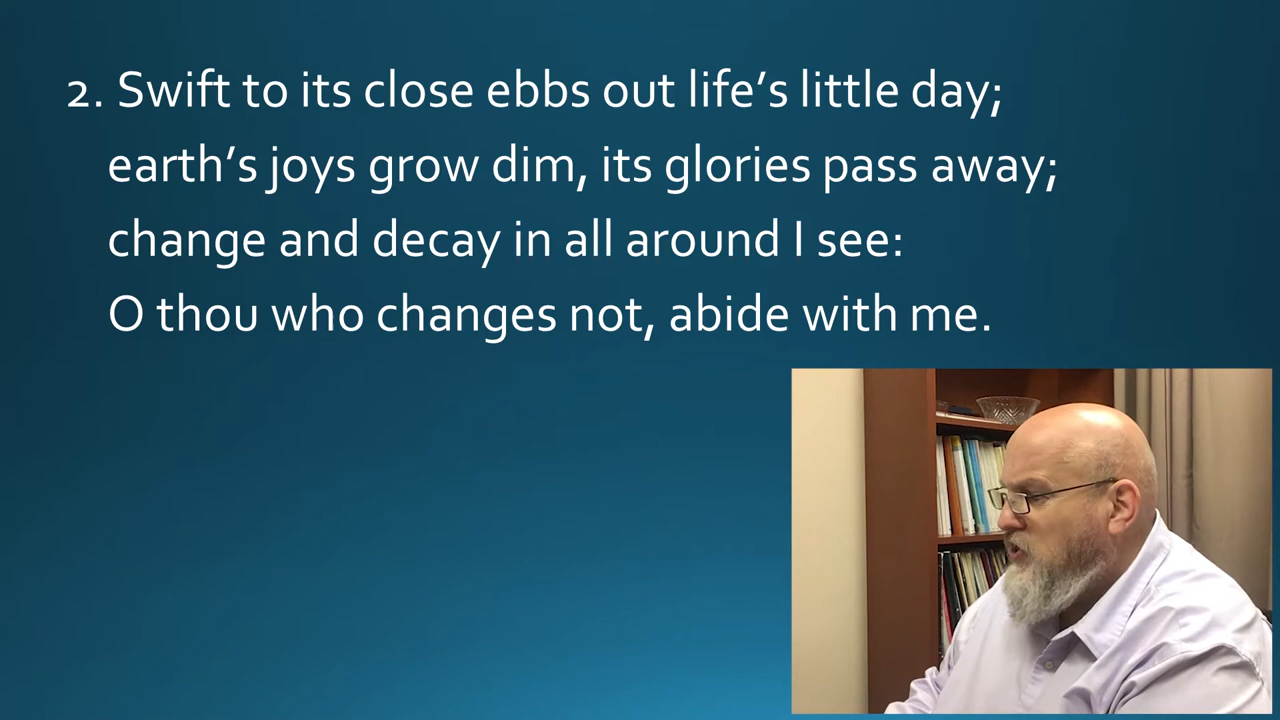 2. Swift to its close ebbs out life’s little day;
earth’s joys grow dim, its glories pass away;
change and decay in all around I see:
O thou who changes not, abide with me.